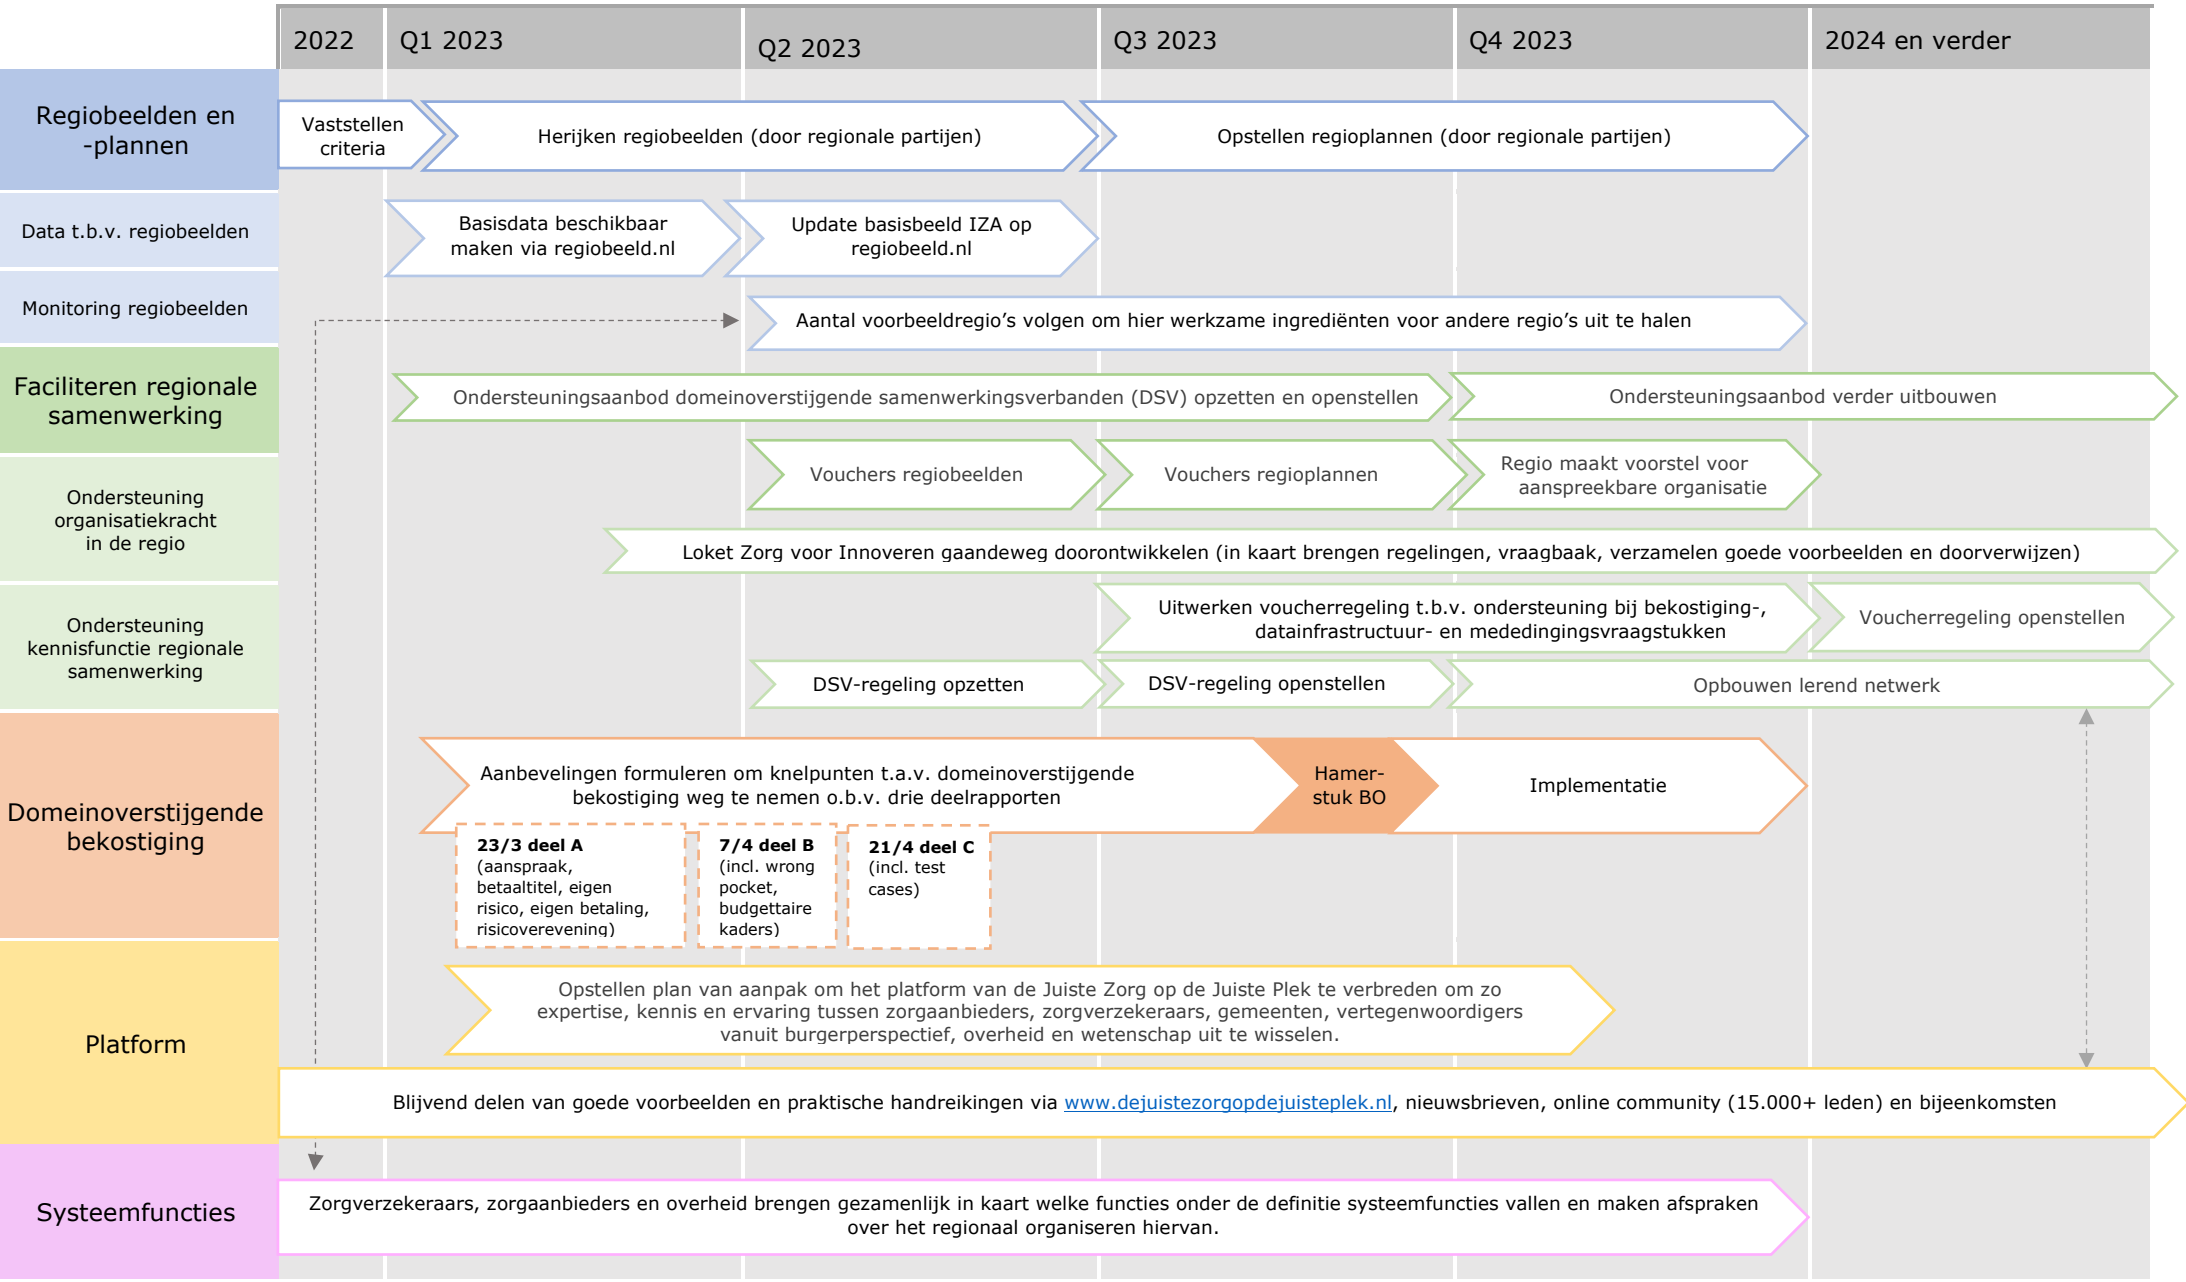 2022
Q1 2023
Q2 2023
Q3 2023
Q4 2023
2024 en verder
Regiobeelden en
-plannen
Vaststellen
criteria
Herijken regiobeelden (door regionale partijen)
Opstellen regioplannen (door regionale partijen)
Data t.b.v. regiobeelden
Basisdata beschikbaar
maken via regiobeeld.nl
Update basisbeeld IZA op
regiobeeld.nl
Monitoring regiobeelden
Aantal voorbeeldregio's volgen om hier werkzame ingrediënten voor andere regio's uit te halen
Faciliteren regionale
samenwerking
Ondersteuningsaanbod domeinoverstijgende samenwerkingsverbanden (DSV) opzetten en openstellen
Ondersteuningsaanbod verder uitbouwen
Ondersteuning
organisatiekracht
in de regio
Vouchers regiobeelden
Vouchers regioplannen
Regio maakt voorstel voor
aanspreekbare organisatie
Loket Zorg voor Innoveren gaandeweg doorontwikkelen (in kaart brengen regelingen, vraagbaak, verzamelen goede voorbeelden en doorverwijzen)
Ondersteuning
kennisfunctie regionale
samenwerking
Uitwerken voucherregeling t.b.v. ondersteuning bij bekostiging-,
datainfrastructuur- en mededingingsvraagstukken
Voucherregeling openstellen
DSV-regeling opzetten
DSV-regeling openstellen
Opbouwen lerend netwerk
Domeinoverstijgende
bekostiging
Aanbevelingen formuleren om knelpunten t.a.v. domeinoverstijgende
bekostiging weg te nemen o.b.v. drie deelrapporten
Hamer-
stuk BO
Implementatie
23/3 deel A
(aanspraak,
betaaltitel, eigen
risico, eigen betaling,
risicoverevening)
7/4 deel B
(incl. wrong
pocket,
budgettaire
kaders)
21/4 deel C
(incl. test
cases)
Platform
Opstellen plan van aanpak om het platform van de Juiste Zorg op de Juiste Plek te verbreden om zo
expertise, kennis en ervaring tussen zorgaanbieders, zorgverzekeraars, gemeenten, vertegenwoordigers
vanuit burgerperspectief, overheid en wetenschap uit te wisselen.
Blijvend delen van goede voorbeelden en praktische handreikingen via www.dejuistezorgopdejuisteplek.nl, nieuwsbrieven, online community (15.000+ leden) en bijeenkomsten
Systeemfuncties
Zorgverzekeraars, zorgaanbieders en overheid brengen gezamenlijk in kaart welke functies onder de definitie systeemfuncties vallen en maken afspraken
over het regionaal organiseren hiervan.